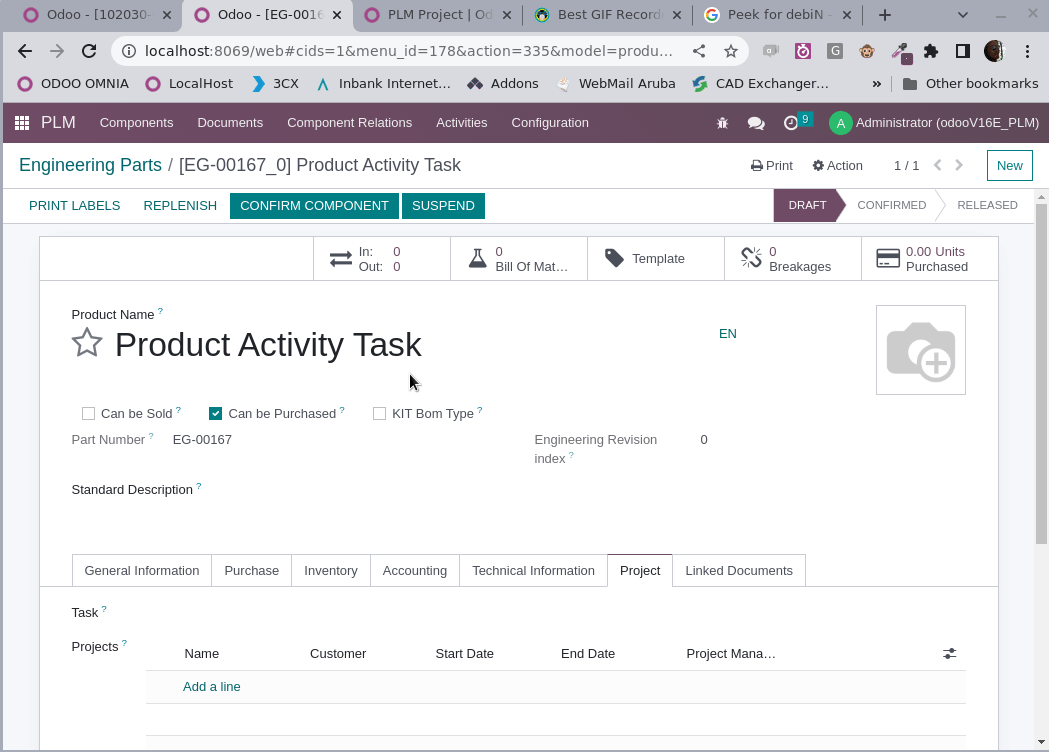 Odoo - [102030-
Odoo - [EG-0016
PLM Project | Od
Best GIF Record
Peek for debiN -
localhost:8069/web#cids=1&menu_id=178&action=335&model=produ...
ODOO OMNIA
LocalHost
3CX
Inbank Internet...
Addons
WebMail Aruba
CAD Exchanger...
»
Other bookmarks
PLM
Components
Documents
Component Relations
Activities
Configuration
9
A
Administrator (odooV16E_PLM)
Engineering Parts / [EG-00167_0] Product Activity Task
Print
Action
1 / 1
New
PRINT LABELS
REPLENISH
CONFIRM COMPONENT
SUSPEND
DRAFT
CONFIRMED
RELEASED
In: 0
Out: 0
0
Bill Of Mat...
Template
0
Breakages
0.00 Units
Purchased
Product Name ?
Product Activity Task
EN
Can be Sold ?
Can be Purchased ?
KIT Bom Type ?
Part Number ? EG-00167
Engineering Revision
index ?
0
Standard Description ?
General Information
Purchase
Inventory
Accounting
Technical Information
Project
Linked Documents
Task ?
Projects ?
Name
Customer
Start Date
End Date
Project Mana...
Add a line